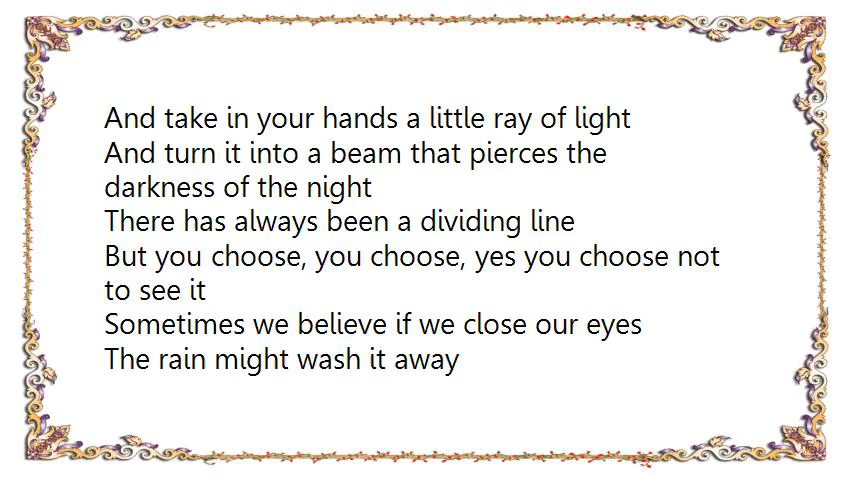 And take in your hands a little ray of light
And turn it into a beam that pierces the
darkness of the night
There has always been a dividing line
But you choose, you choose, yes you choose not
to see it
Sometimes we believe if we close our eyes
The rain might wash it away